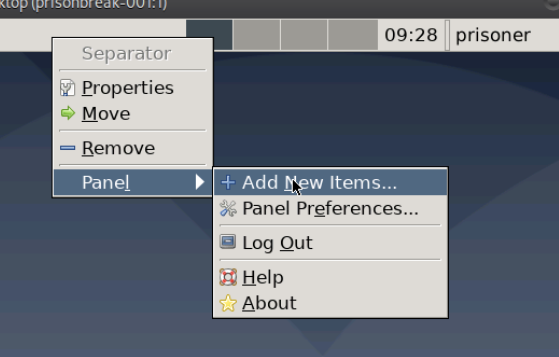 ktop (prisonbreak-001:1)
09:28 prisoner
Separator
Properties
Move
Remove
Panel
Add New Items...
Panel Preferences...
Log Out
Help
About